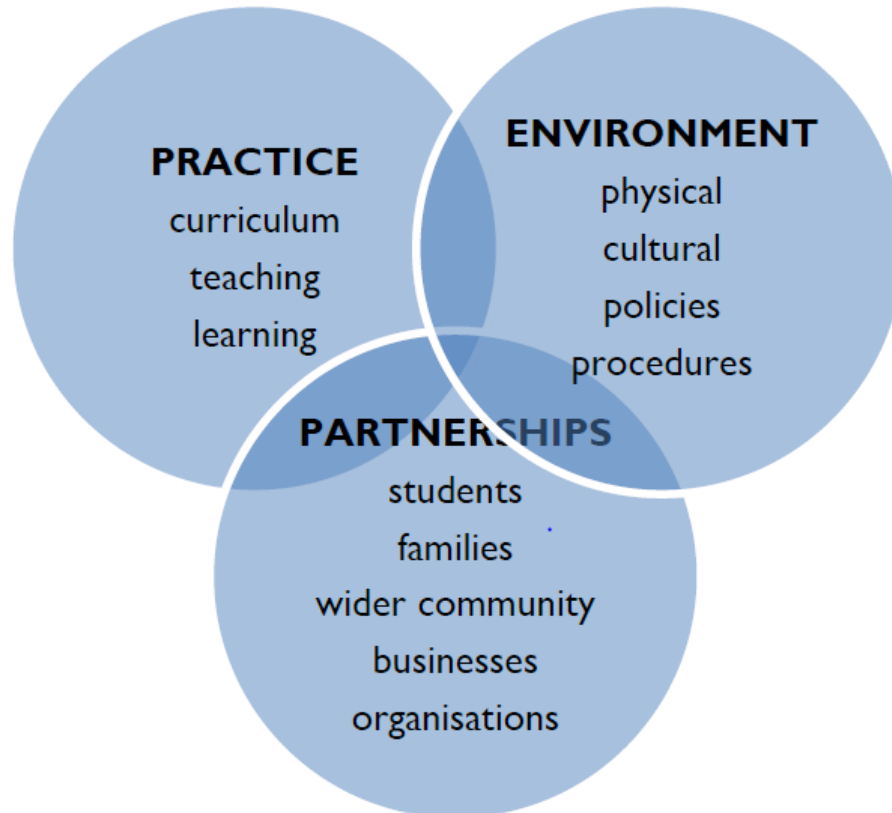 PRACTICE
curriculum
teaching
learning
ENVIRONMENT
physical
cultural
policies
procedures
PARTNERSHIPS
students
families
wider community
businesses
organisations